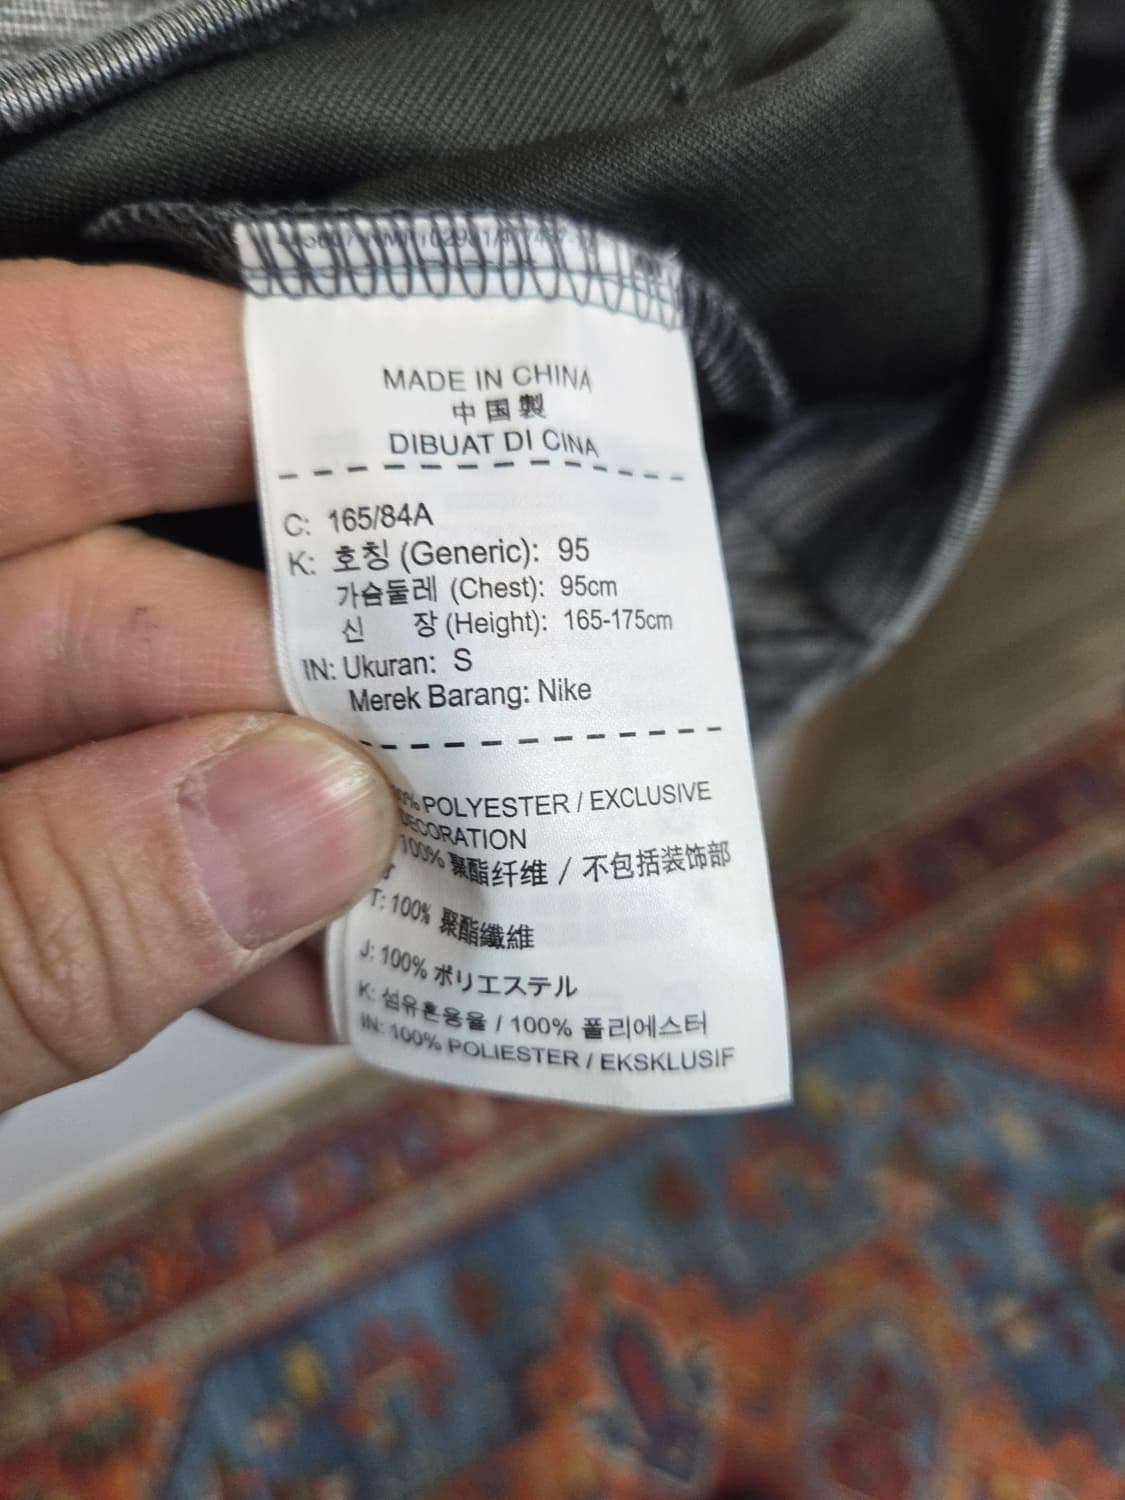 MADE IN CHINA
中国製
DIBUAT DI CINA
C: 165/84A
K: 호칭 (Generic): 95
가슴둘레 (Chest): 95cm
신 장 (Height): 165-175cm
IN: Ukuran: S
Merek Barang: Nike
POLYESTER / EXCLUSIVE
DECORATION
100% 聚酯纤维 / 不包括装饰部
T: 100% 聚酯纖維
J: 100% ポリエステル
K: 섬유혼용율 / 100% 폴리에스터
IN: 100% POLIESTER / EKSKLUSIF